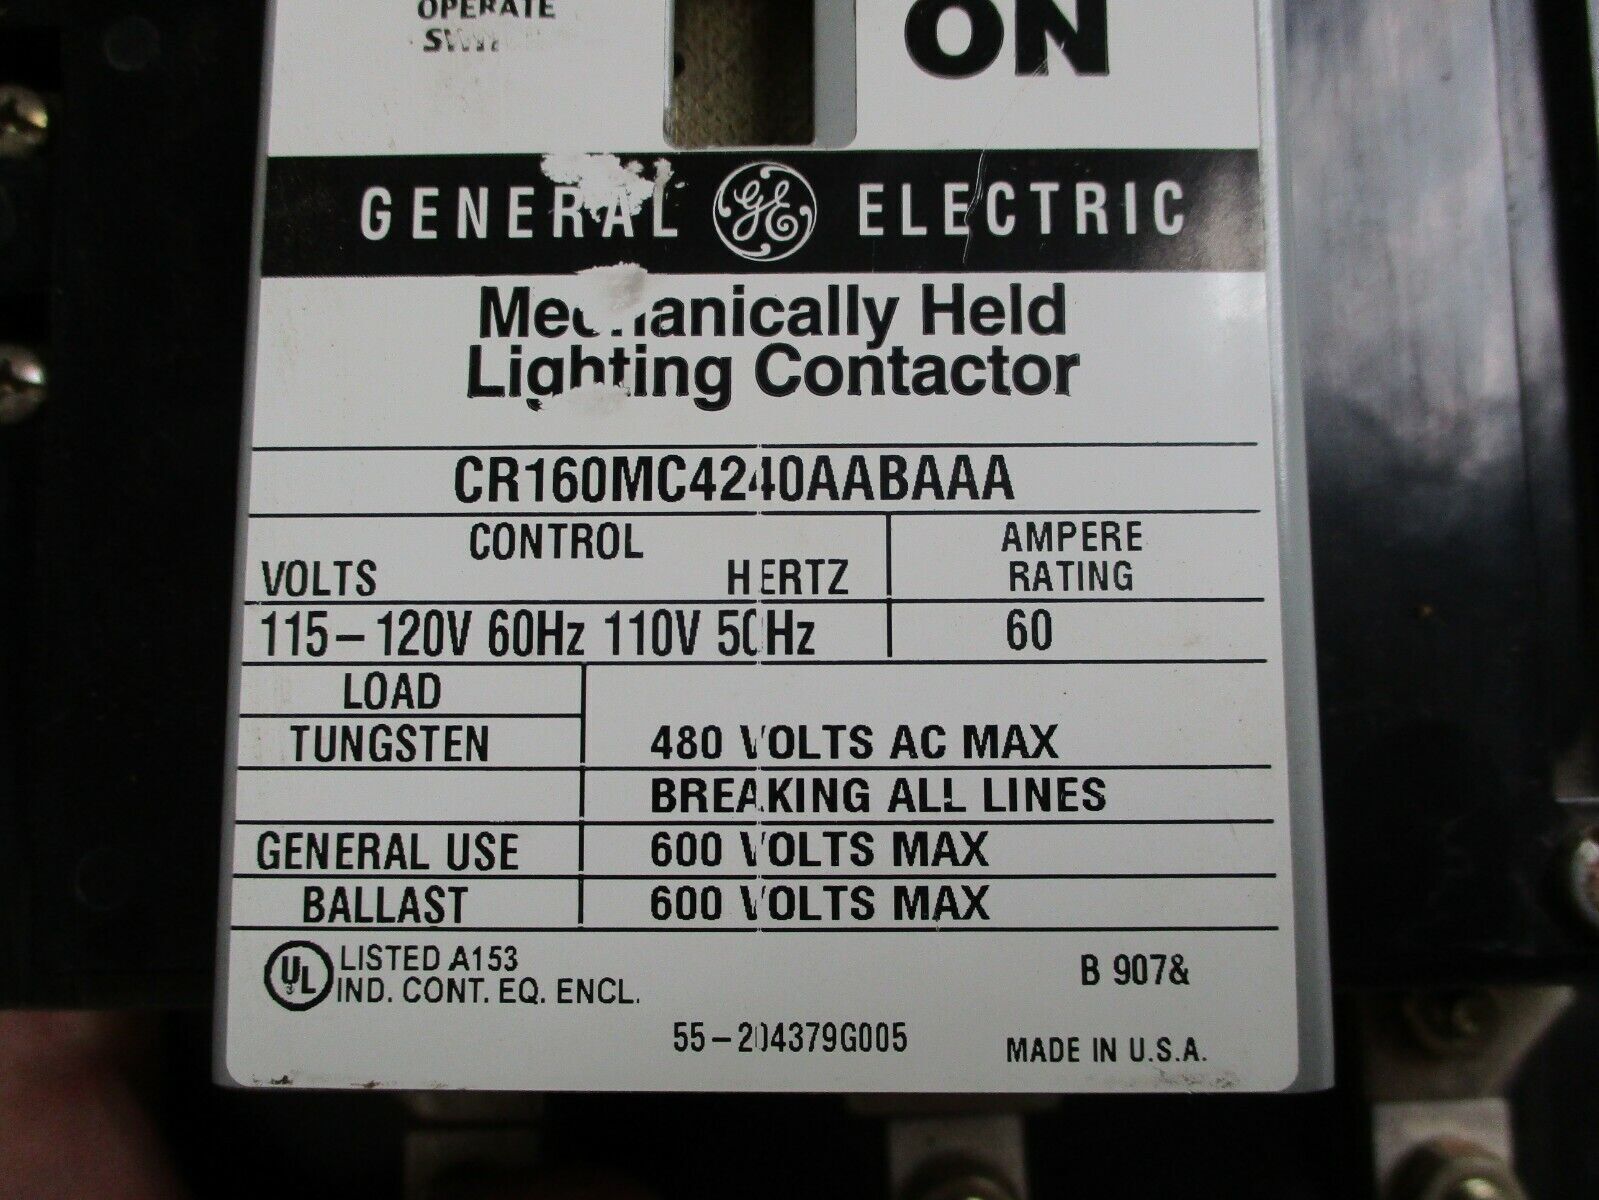 OPERATE
ON
GENERAL GE ELECTRIC
Mechanically Held
Lighting Contactor
CR160MC4240AABAAA
CONTROL
VOLTS HERTZ
AMPERE
RATING
115-120V 60Hz 110V 50Hz 60
LOAD
TUNGSTEN 480 VOLTS AC MAX
BREAKING ALL LINES
GENERAL USE 600 VOLTS MAX
BALLAST 600 VOLTS MAX
UL LISTED A153
IND. CONT. EQ. ENCL.
B 907&
55-204379G005
MADE IN U.S.A.